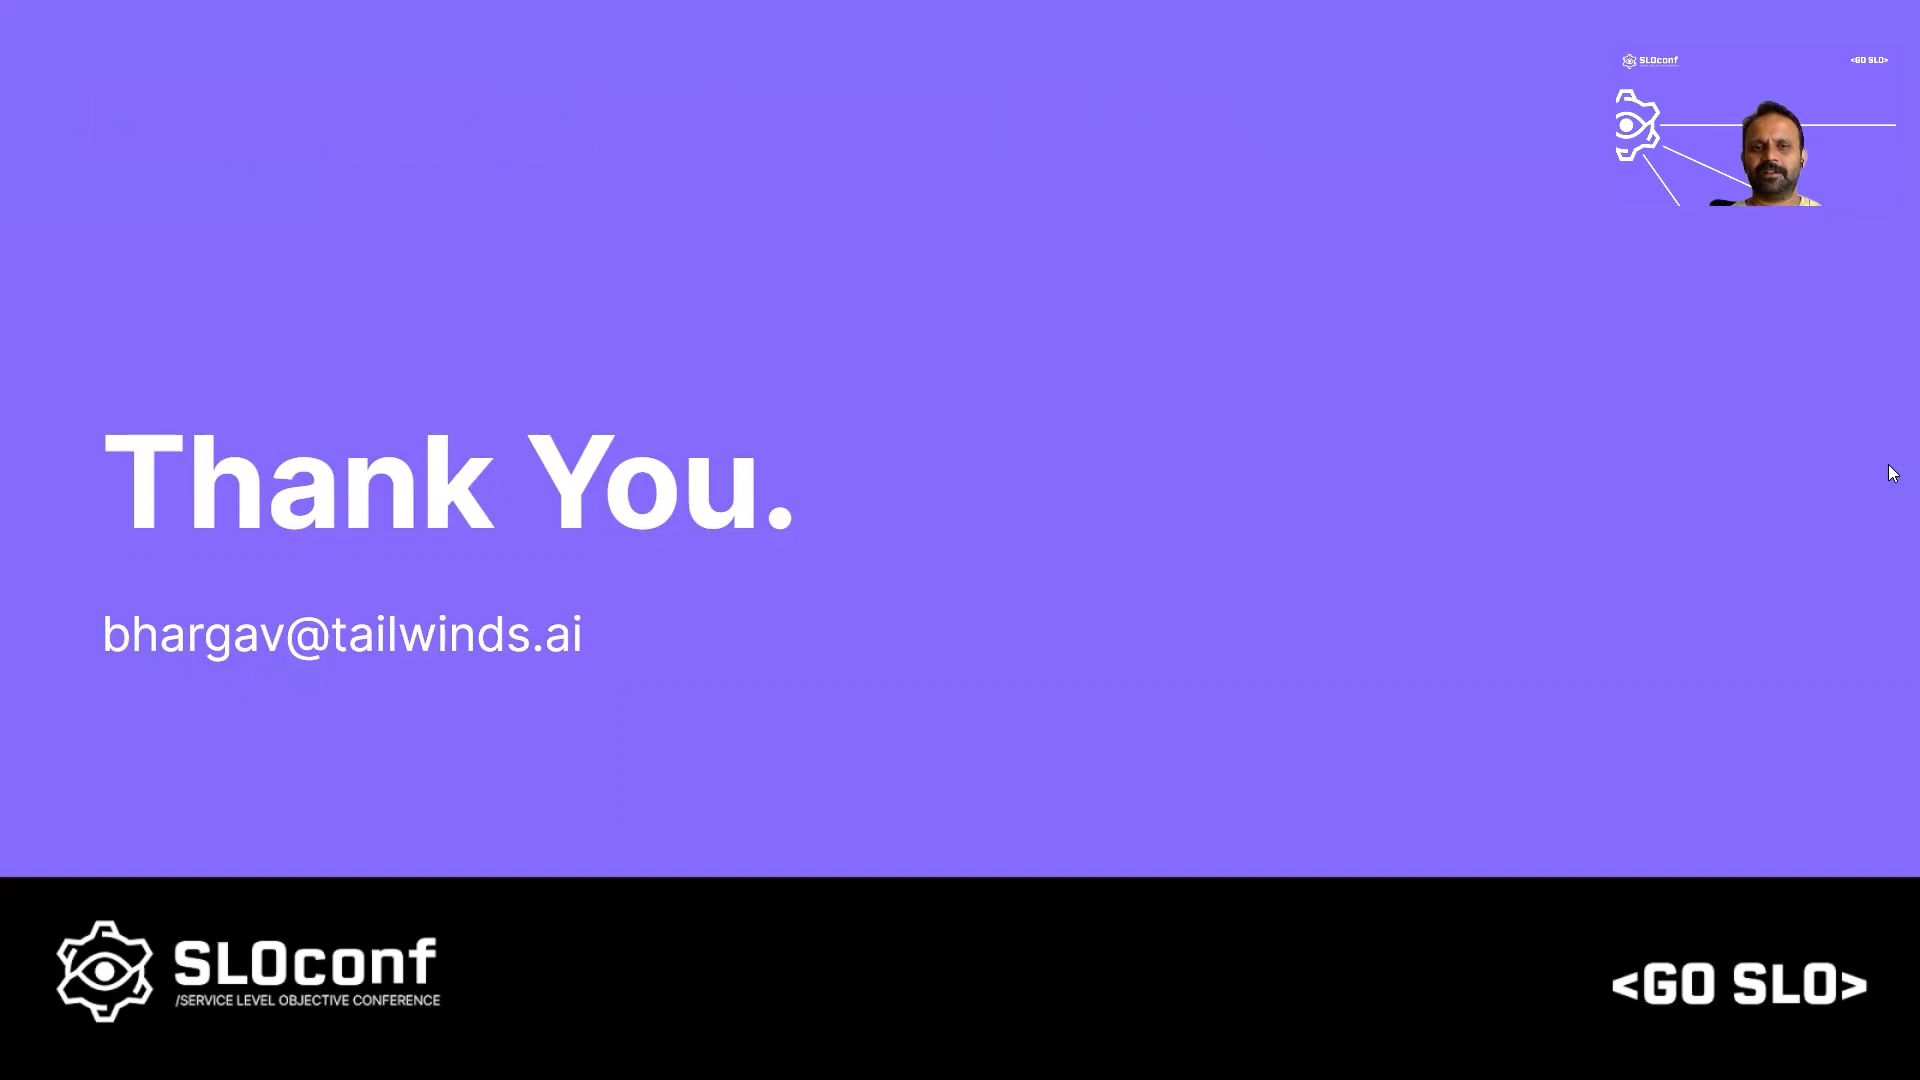 SLOconf
<GO SLO>
Thank You.
bhargav@tailwinds.ai
SLOconf
/SERVICE LEVEL OBJECTIVE CONFERENCE
<GO SLO>